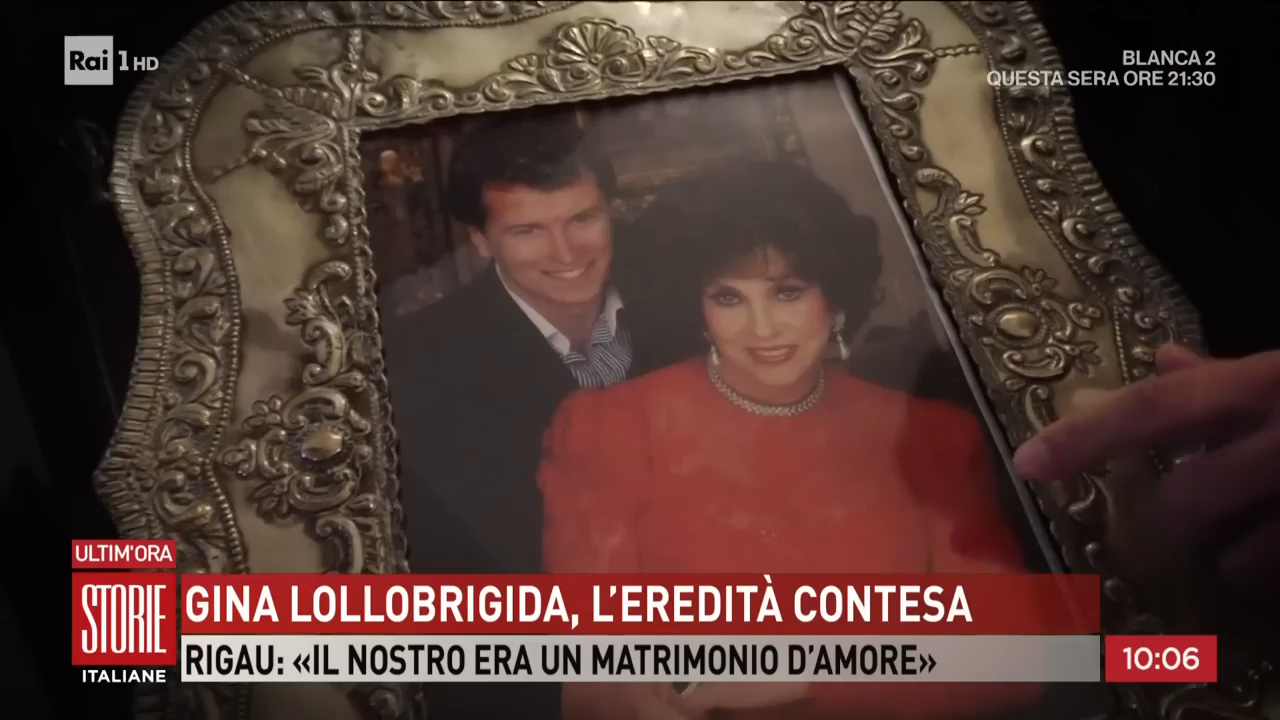 Rai 1 HD
BLANCA 2
QUESTA SERA ORE 21:30
ULTIM'ORA
STORIE
ITALIANE
GINA LOLLOBRIGIDA, L'EREDITÀ CONTESA
RIGAU: «IL NOSTRO ERA UN MATRIMONIO D'AMORE»
10:06